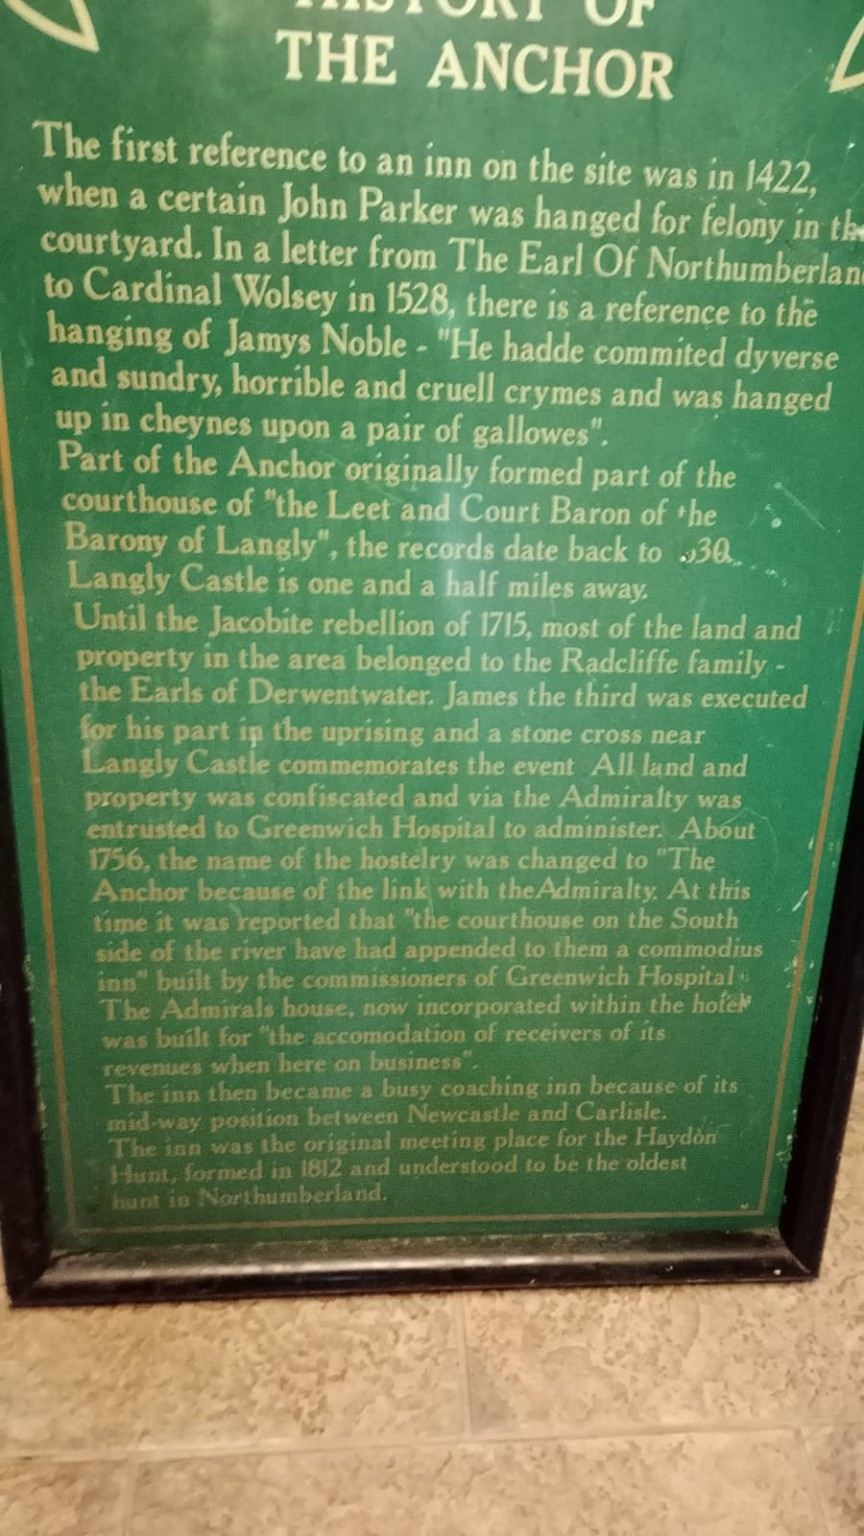 HISTORY OF
THE ANCHOR
The first reference to an inn on the site was in 1422,
when a certain John Parker was hanged for felony in the
courtyard. In a letter from The Earl Of Northumberlan
to Cardinal Wolsey in 1528, there is a reference to the
hanging of Jamys Noble - "He hadde commited dyverse
and sundry, horrible and cruell crymes and was hanged
up in cheynes upon a pair of gallowes".
Part of the Anchor originally formed part of the
courthouse of "the Leet and Court Baron of the
Barony of Langly", the records date back to
Langly Castle is one and a half miles away.
Until the Jacobite rebellion of 1715, most of the land and
property in the area belonged to the Radcliffe family -
the Earls of Derwentwater. James the third was executed
for his part in the uprising and a stone cross near
Langly Castle commemorates the event All land and
property was confiscated and via the Admiralty was
entrusted to Greenwich Hospital to administer. About
1756, the name of the hostelry was changed to "The
Anchor because of the link with theAdmiralty. At this
time it was reported that "the courthouse on the South
side of the river have had appended to them a commodius
inn" built by the commissioners of Greenwich Hospital
The Admirals house, now incorporated within the hotel
was built for "the accomodation of receivers of its
revenues when here on business".
The inn then became a busy coaching inn because of its
mid-way position between Newcastle and Carlisle.
The inn was the original meeting place for the Haydon
Hunt, formed in 1812 and understood to be the oldest
hunt in Northumberland.